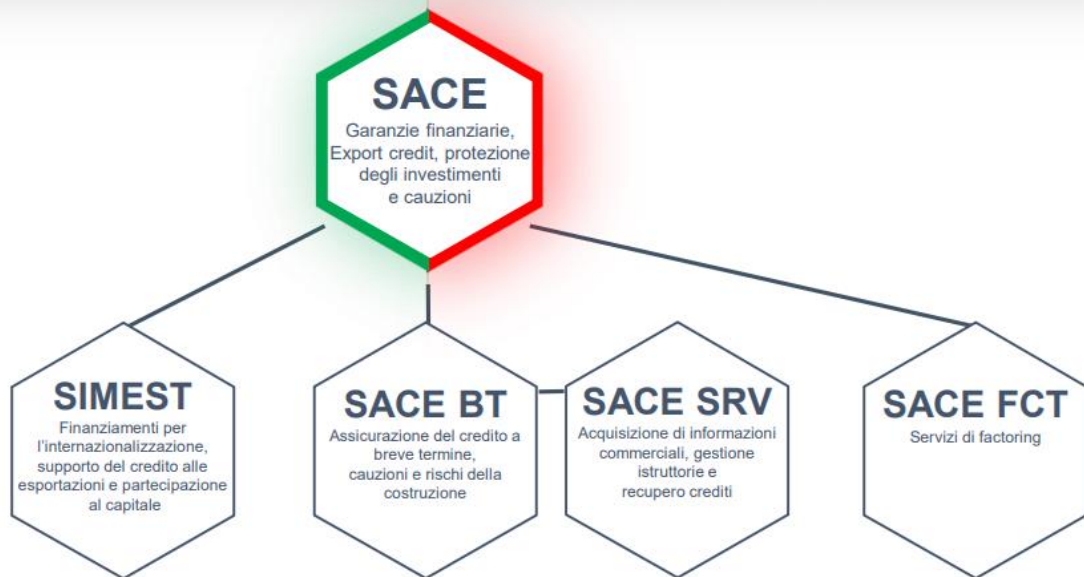 SACE
Garanzie finanziarie,
Export credit, protezione
degli investimenti
e cauzioni
SIMEST
Finanziamenti per
l'internazionalizzazione,
supporto del credito alle
esportazioni e partecipazione
al capitale
SACE BT
Assicurazione del credito a
breve termine,
cauzioni e rischi della
costruzione
SACE SRV
Acquisizione di informazioni
commerciali, gestione
istruttorie e
recupero crediti
SACE FCT
Servizi di factoring